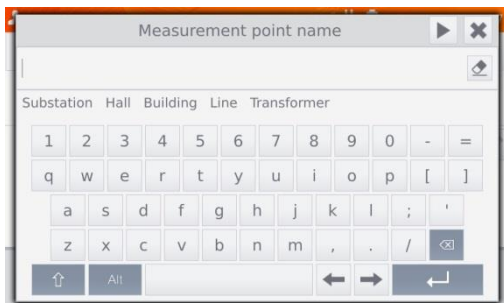 Measurement point name
Substation Hall Building Line Transformer
1 2 3 4 5 6 7 8 9 0 - =
q w e r t y u i o p [ ]
a s d f g h j k l ; '
z x c v b n m , . /
Alt